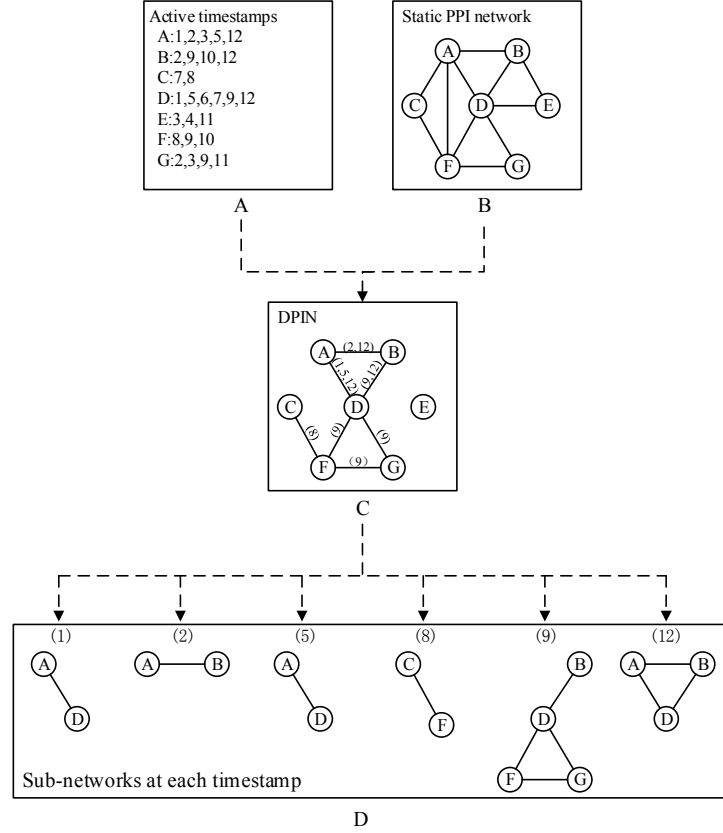 Active timestamps
A:1,2,3,5,12
B:2,9,10,12
C:7,8
D:1,5,6,7,9,12
E:3,4,11
F:8,9,10
G:2,3,9,11
A
Static PPI network
A
B
C
D
E
F
G
B
DPIN
A
(2,12)
B
(1,5,12)
(9,12)
C
D
E
(8)
(9)
(9)
F
(9)
G
C
(1)
(2)
(5)
(8)
(9)
(12)
A
D
A
B
A
D
C
F
B
D
F
G
A
B
D
Sub-networks at each timestamp
D